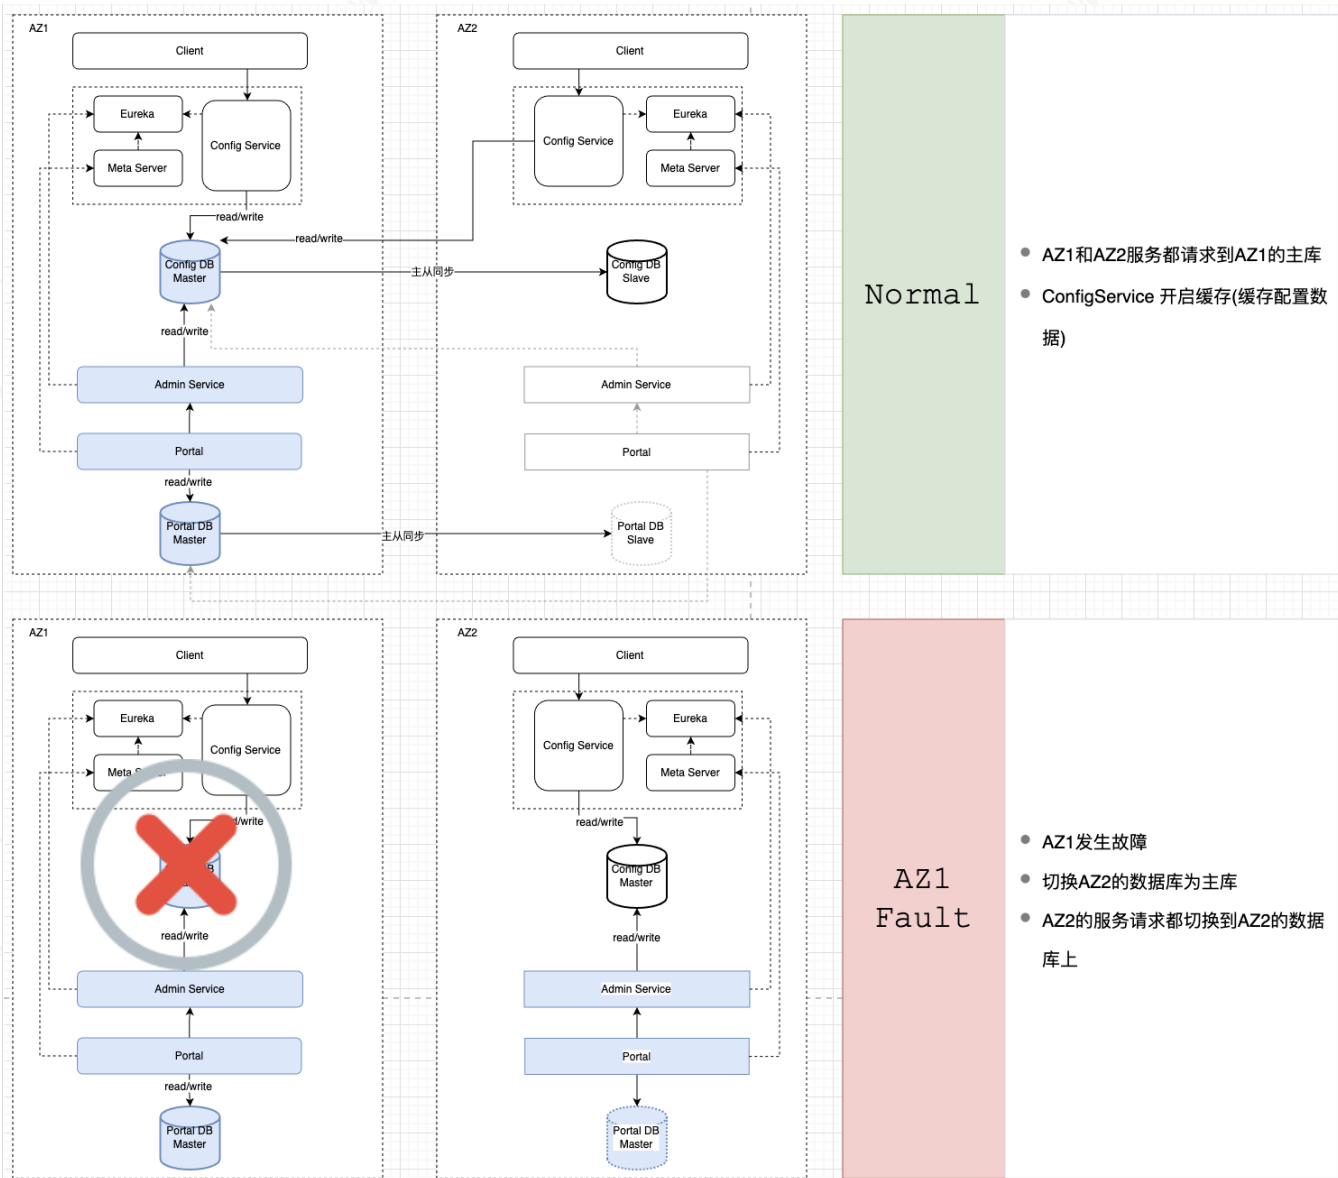 AZ1
Client
Eureka
Config Service
Meta Server
read/write
Config DB
Master
read/write
Admin Service
Portal
read/write
Portal DB
Master
AZ2
Client
Config Service
Eureka
Meta Server
read/write
主从同步
Config DB
Slave
Admin Service
Portal
主从同步
Portal DB
Slave
Normal
AZ1和AZ2服务都请求到AZ1的主库
ConfigService 开启缓存(缓存配置数
据)
AZ1
Client
Eureka
Config Service
Meta
/write
read/write
Admin Service
Portal
read/write
Portal DB
Master
AZ2
Client
Config Service
Eureka
Meta Server
read/write
Config DB
Master
read/write
Admin Service
Portal
Portal DB
Master
AZ1
Fault
AZ1发生故障
切换AZ2的数据库为主库
AZ2的服务请求都切换到AZ2的数据
库上